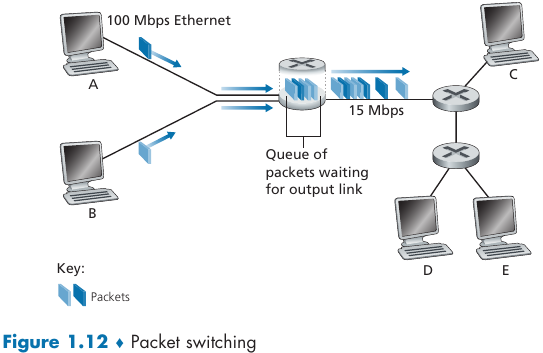 100 Mbps Ethernet
A
C
15 Mbps
Queue of
packets waiting
for output link
B
D
E
Key:
Packets
Figure 1.12 ♦ Packet switching